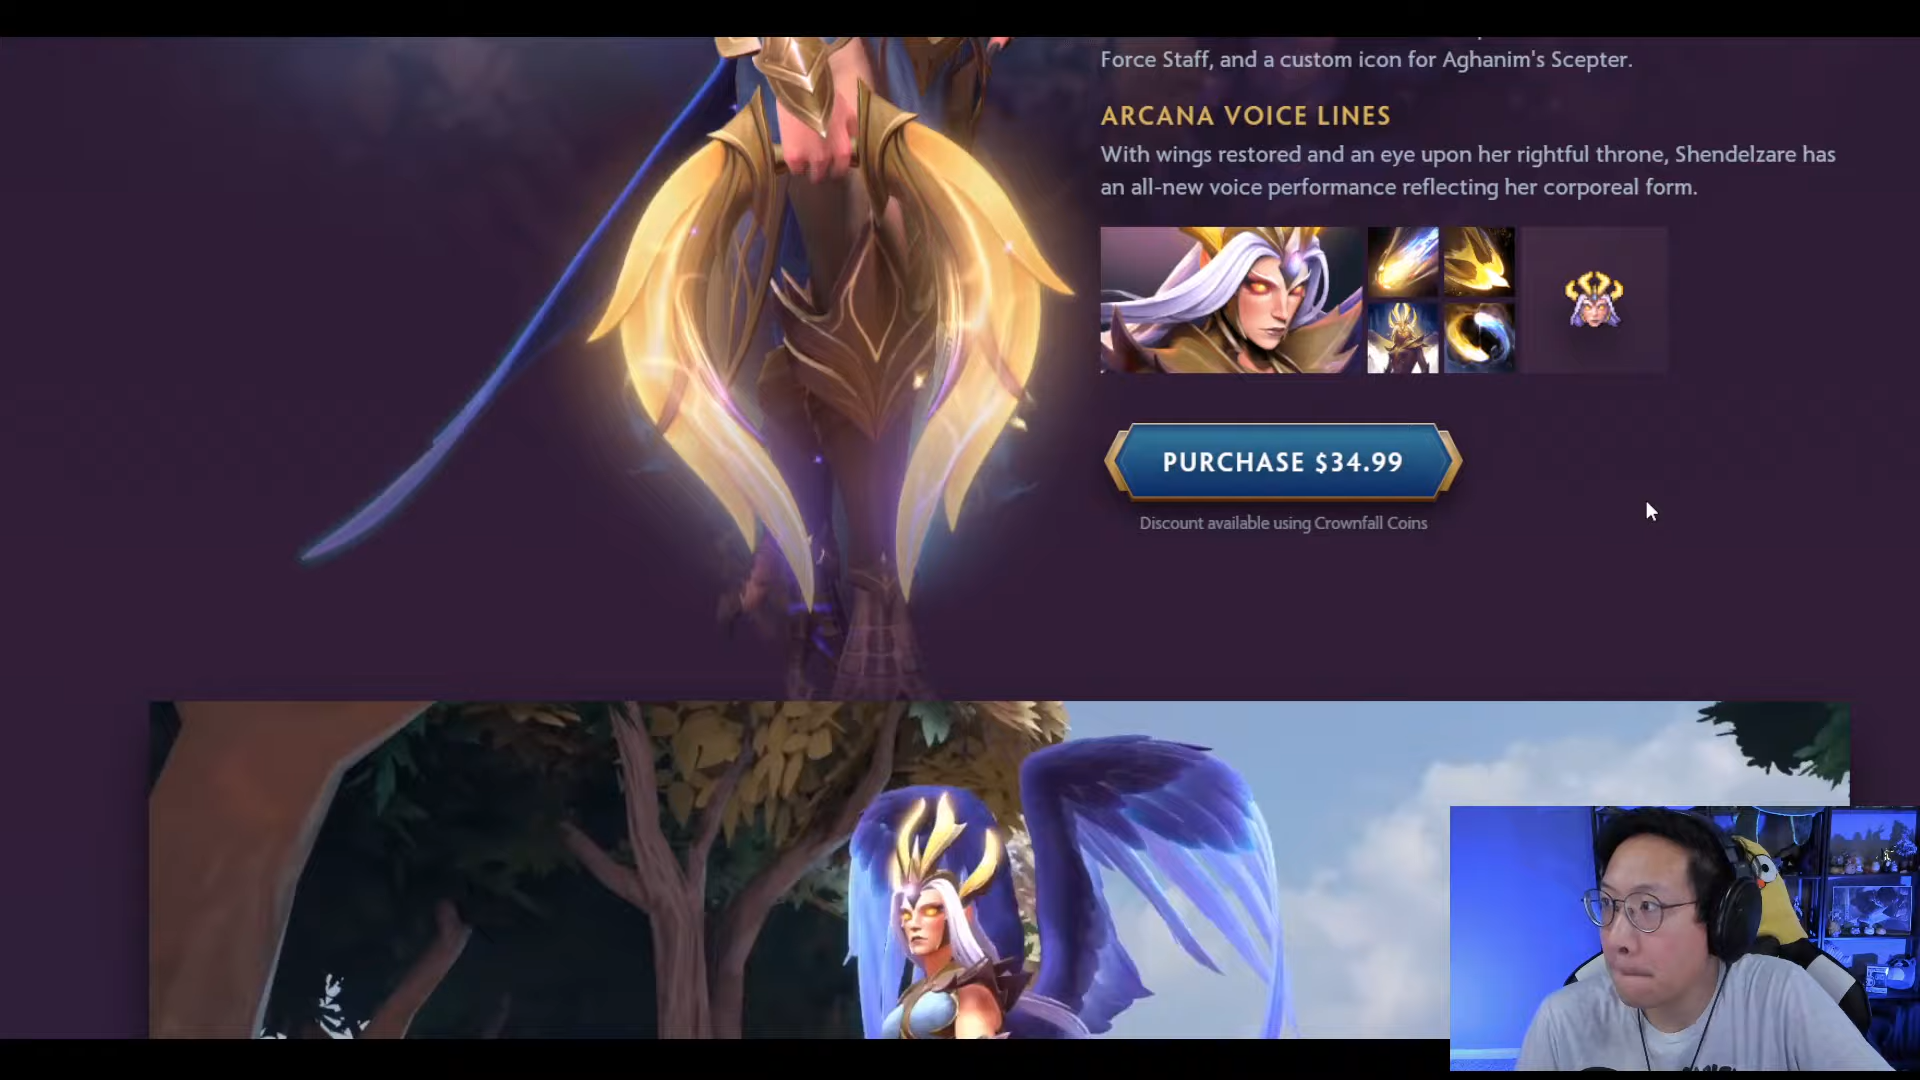 Force Staff, and a custom icon for Aghanim's Scepter.
ARCANA VOICE LINES
With wings restored and an eye upon her rightful throne, Shendelzare has
an all-new voice performance reflecting her corporeal form.
PURCHASE $34.99
Discount available using Crownfall Coins